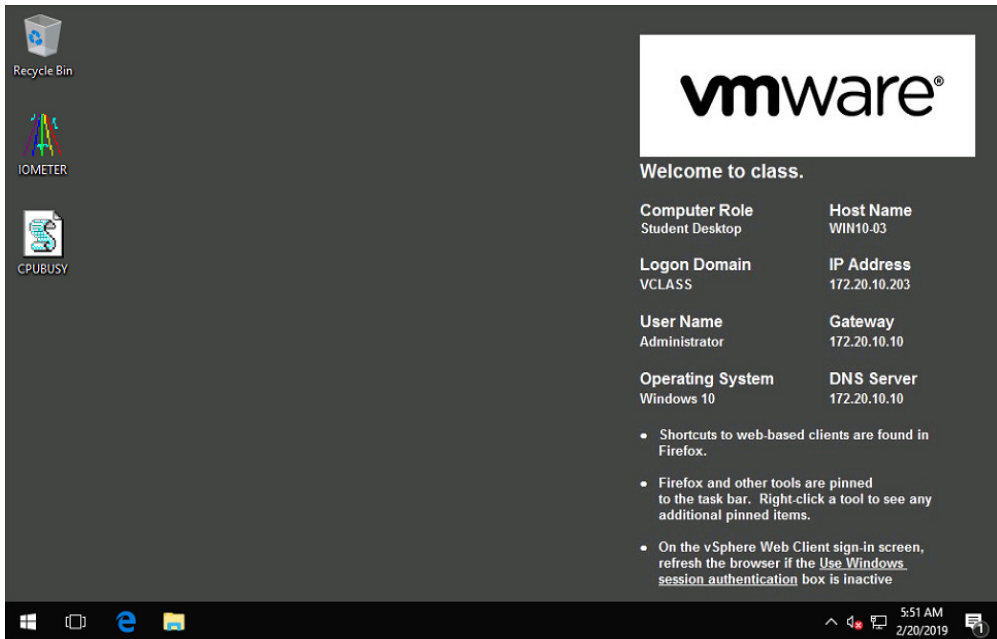 Recycle Bin
IOMETER
CPUBUSY
vmware®
Welcome to class.
Computer Role
Student Desktop
Host Name
WIN10-03
Logon Domain
VCLASS
IP Address
172.20.10.203
User Name
Administrator
Gateway
172.20.10.10
Operating System
Windows 10
DNS Server
172.20.10.10
• Shortcuts to web-based clients are found in
Firefox.
• Firefox and other tools are pinned
to the task bar. Right-click a tool to see any
additional pinned items.
• On the vSphere Web Client sign-in screen,
refresh the browser if the Use Windows
session authentication box is inactive
5:51 AM
2/20/2019
1